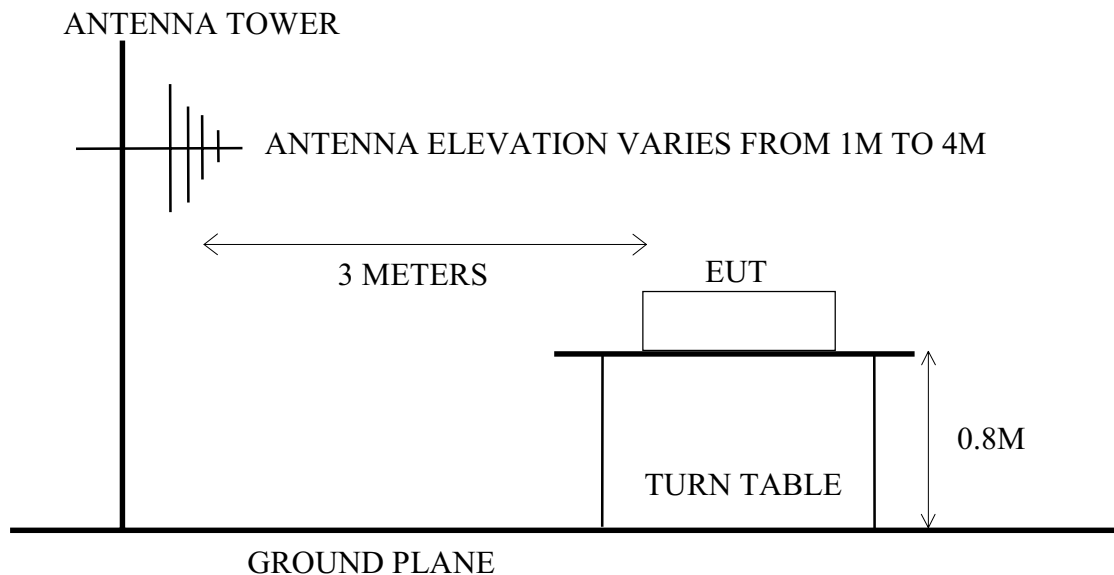 ANTENNA TOWER
ANTENNA ELEVATION VARIES FROM 1M TO 4M
3 METERS
EUT
0.8M
TURN TABLE
GROUND PLANE